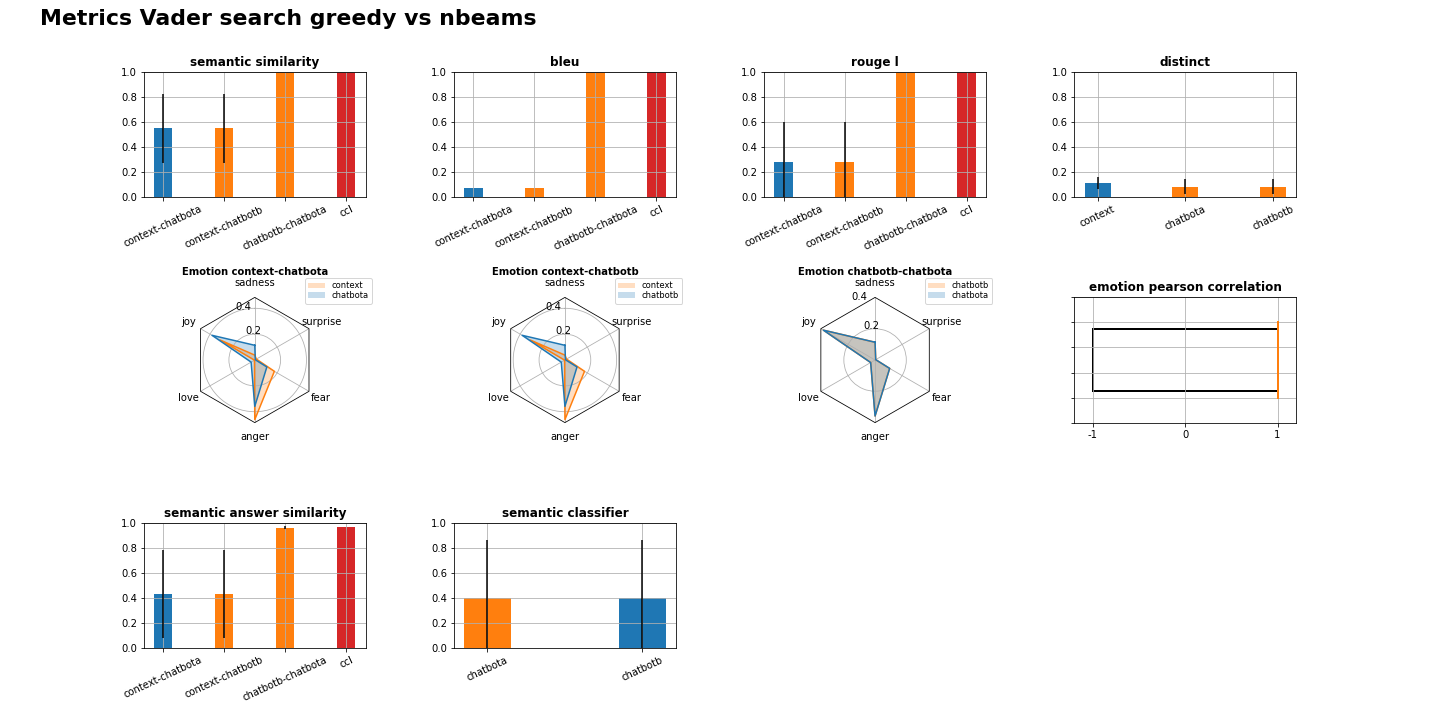 Metrics Vader search greedy vs nbeams
semantic similarity
1.0
0.8
0.6
0.4
0.2
0.0
context-chatbota
context-chatbotb
chatbotb-chatbota
ccl
bleu
1.0
0.8
0.6
0.4
0.2
0.0
context-chatbota
context-chatbotb
chatbotb-chatbota
ccl
rouge l
1.0
0.8
0.6
0.4
0.2
0.0
context-chatbota
context-chatbotb
chatbotb-chatbota
ccl
distinct
1.0
0.8
0.6
0.4
0.2
0.0
context
chatbota
chatbotb
Emotion context-chatbota
sadness
context
chatbota
0.4
0.2
joy
surprise
love
fear
anger
Emotion context-chatbotb
sadness
context
chatbotb
0.4
0.2
joy
surprise
love
fear
anger
Emotion chatbotb-chatbota
sadness
chatbotb
chatbota
0.4
0.2
joy
surprise
love
fear
anger
emotion pearson correlation
-1
0
1
semantic answer similarity
1.0
0.8
0.6
0.4
0.2
0.0
context-chatbota
context-chatbotb
chatbotb-chatbota
ccl
semantic classifier
1.0
0.8
0.6
0.4
0.2
0.0
chatbota
chatbotb